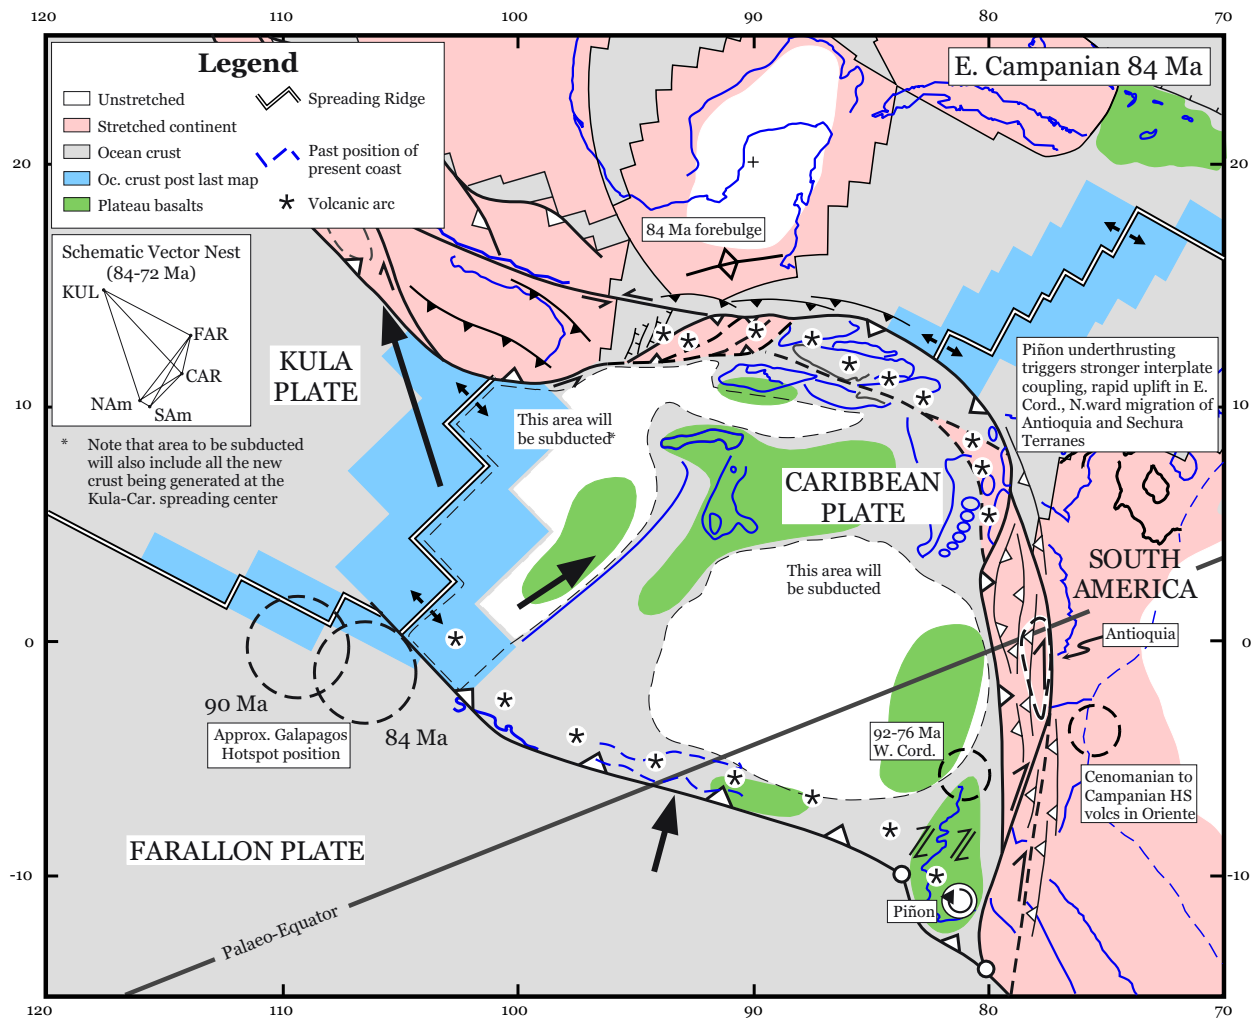 120
100
90
80
70
Legend
Unstretched
Stretched continent
Ocean crust
Oc. crust post last map
Plateau basalts
Spreading Ridge
Past position of
present coast
* Volcanic arc
E. Campanian 84 Ma
20
20
84 Ma forebulge
Schematic Vector Nest
(84-72 Ma)
KUL
FAR
CAR
NAm
SAm
* Note that area to be subducted
will also include all the new
crust being generated at the
Kula-Car. spreading center
KULA
PLATE
10
10
This area will
be subducted*
Piñon underthrusting
triggers stronger interplate
coupling, rapid uplift in E.
Cord., N.ward migration of
Antioquia and Sechura
Terranes
CARIBBEAN
PLATE
This area will
be subducted
SOUTH
AMERICA
Antioquia
0
0
90 Ma
84 Ma
Approx. Galapagos
Hotspot position
S
92-76 Ma
W. Cord.
Cenomanian to
Campanian HS
volcs in Oriente
FARALLON PLATE
-10
-10
Piñon
Palaeo-Equator
120
110
100
90
80
70